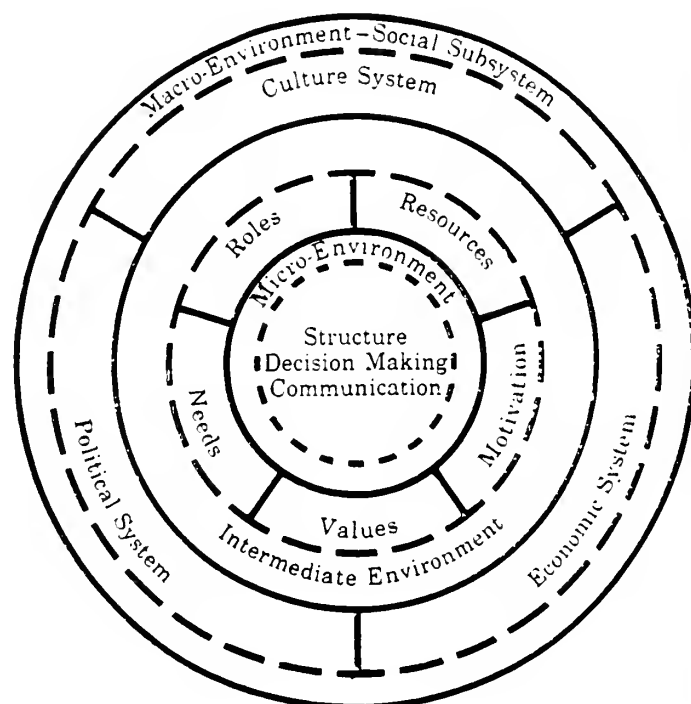 Macro-Environment–Social Subsystem
Culture System
Roles
Resources
Micro-Environment
Structure
Decision Making
Communication
Needs
Motivation
Values
Intermediate Environment
Political System
Economic System